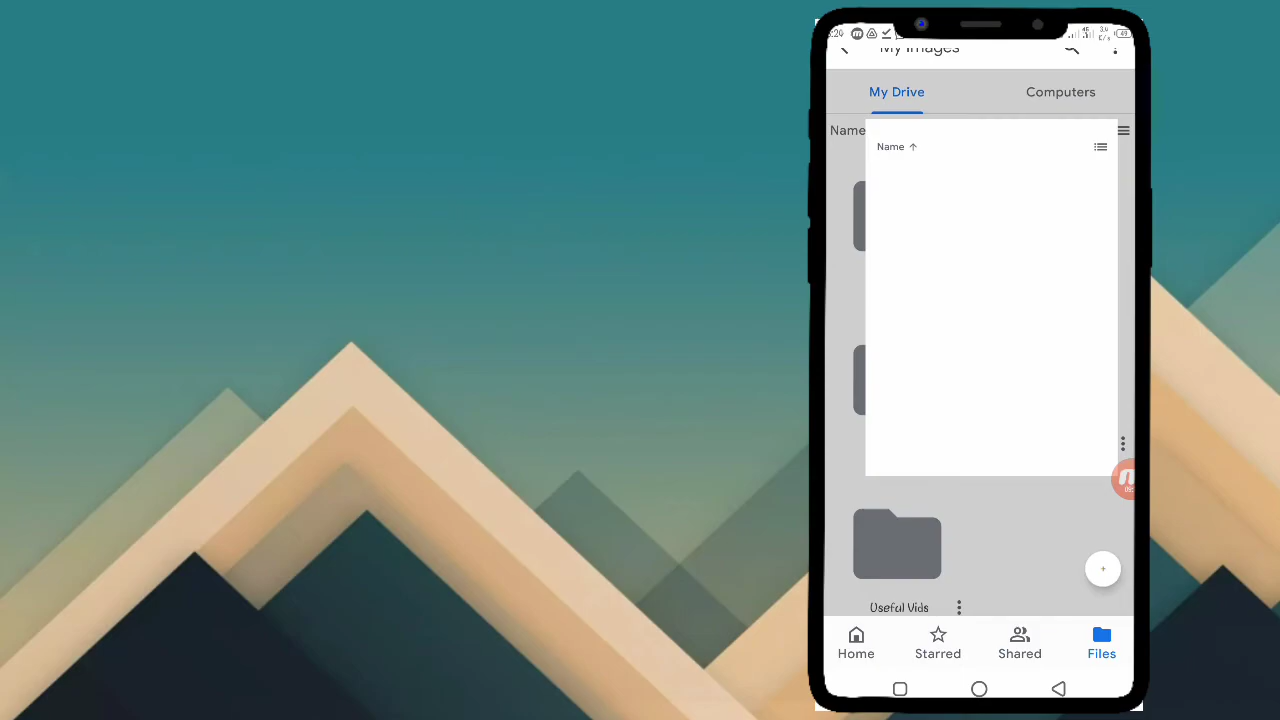 My Images
My Drive
Computers
Name
Name
Useful Vids
Home
Starred
Shared
Files